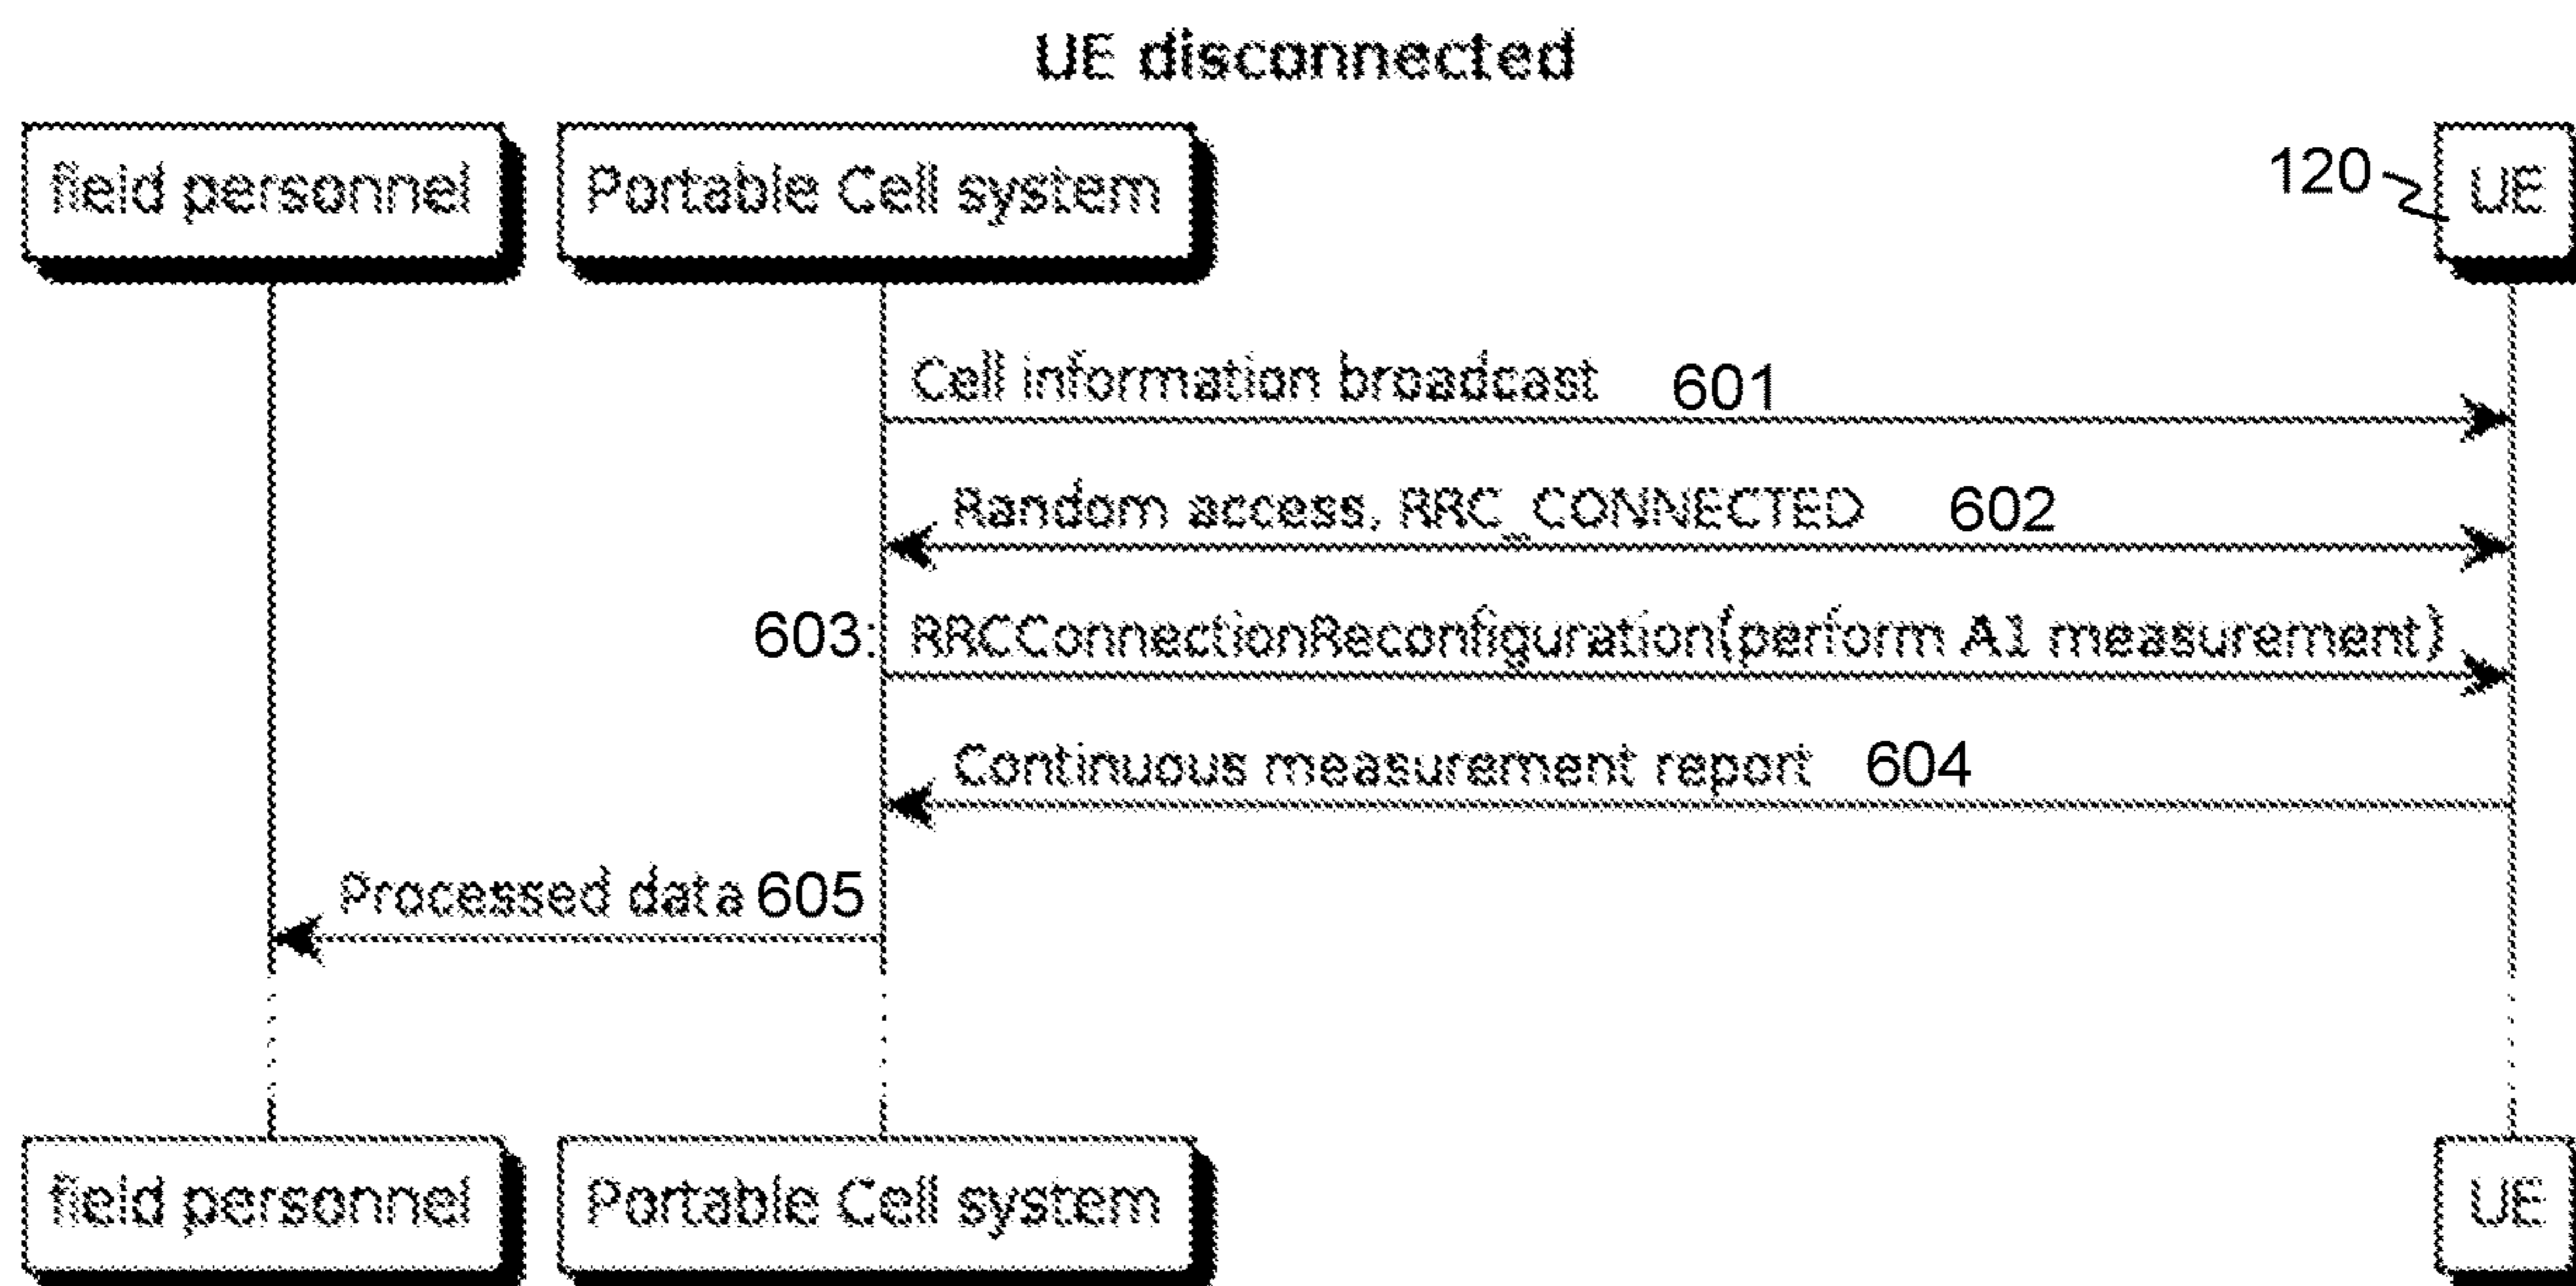 UE disconnected
field personnel Portable Cell system 120 UE
Cell information broadcast 601
Random access, RRC_CONNECTED 602
603: RRCConnectionReconfiguration(perform A1 measurement)
Continuous measurement report 604
Processed data 605
field personnel Portable Cell system UE